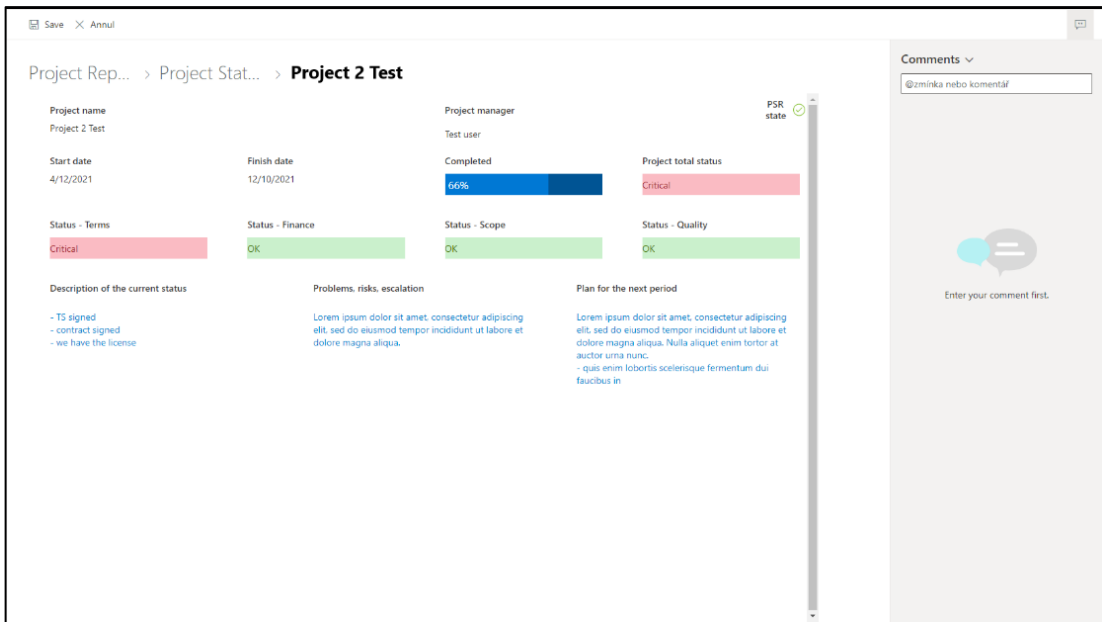 Save Annul
Project Rep... > Project Stat... > Project 2 Test
Project name
Project 2 Test
Project manager
Test user
PSR
state
Start date
4/12/2021
Finish date
12/10/2021
Completed
66%
Project total status
Critical
Status - Terms
Critical
Status - Finance
OK
Status - Scope
OK
Status - Quality
OK
Description of the current status
- TS signed
- contract signed
- we have the license
Problems, risks, escalation
Lorem ipsum dolor sit amet, consectetur adipiscing
elit, sed do eiusmod tempor incididunt ut labore et
dolore magna aliqua.
Plan for the next period
Lorem ipsum dolor sit amet, consectetur adipiscing
elit, sed do eiusmod tempor incididunt ut labore et
dolore magna aliqua. Nulla aliquet enim tortor at
auctor urna nunc.
- quis enim lobortis scelerisque fermentum dui
faucibus in
Comments
@zmínka nebo komentář
Enter your comment first.